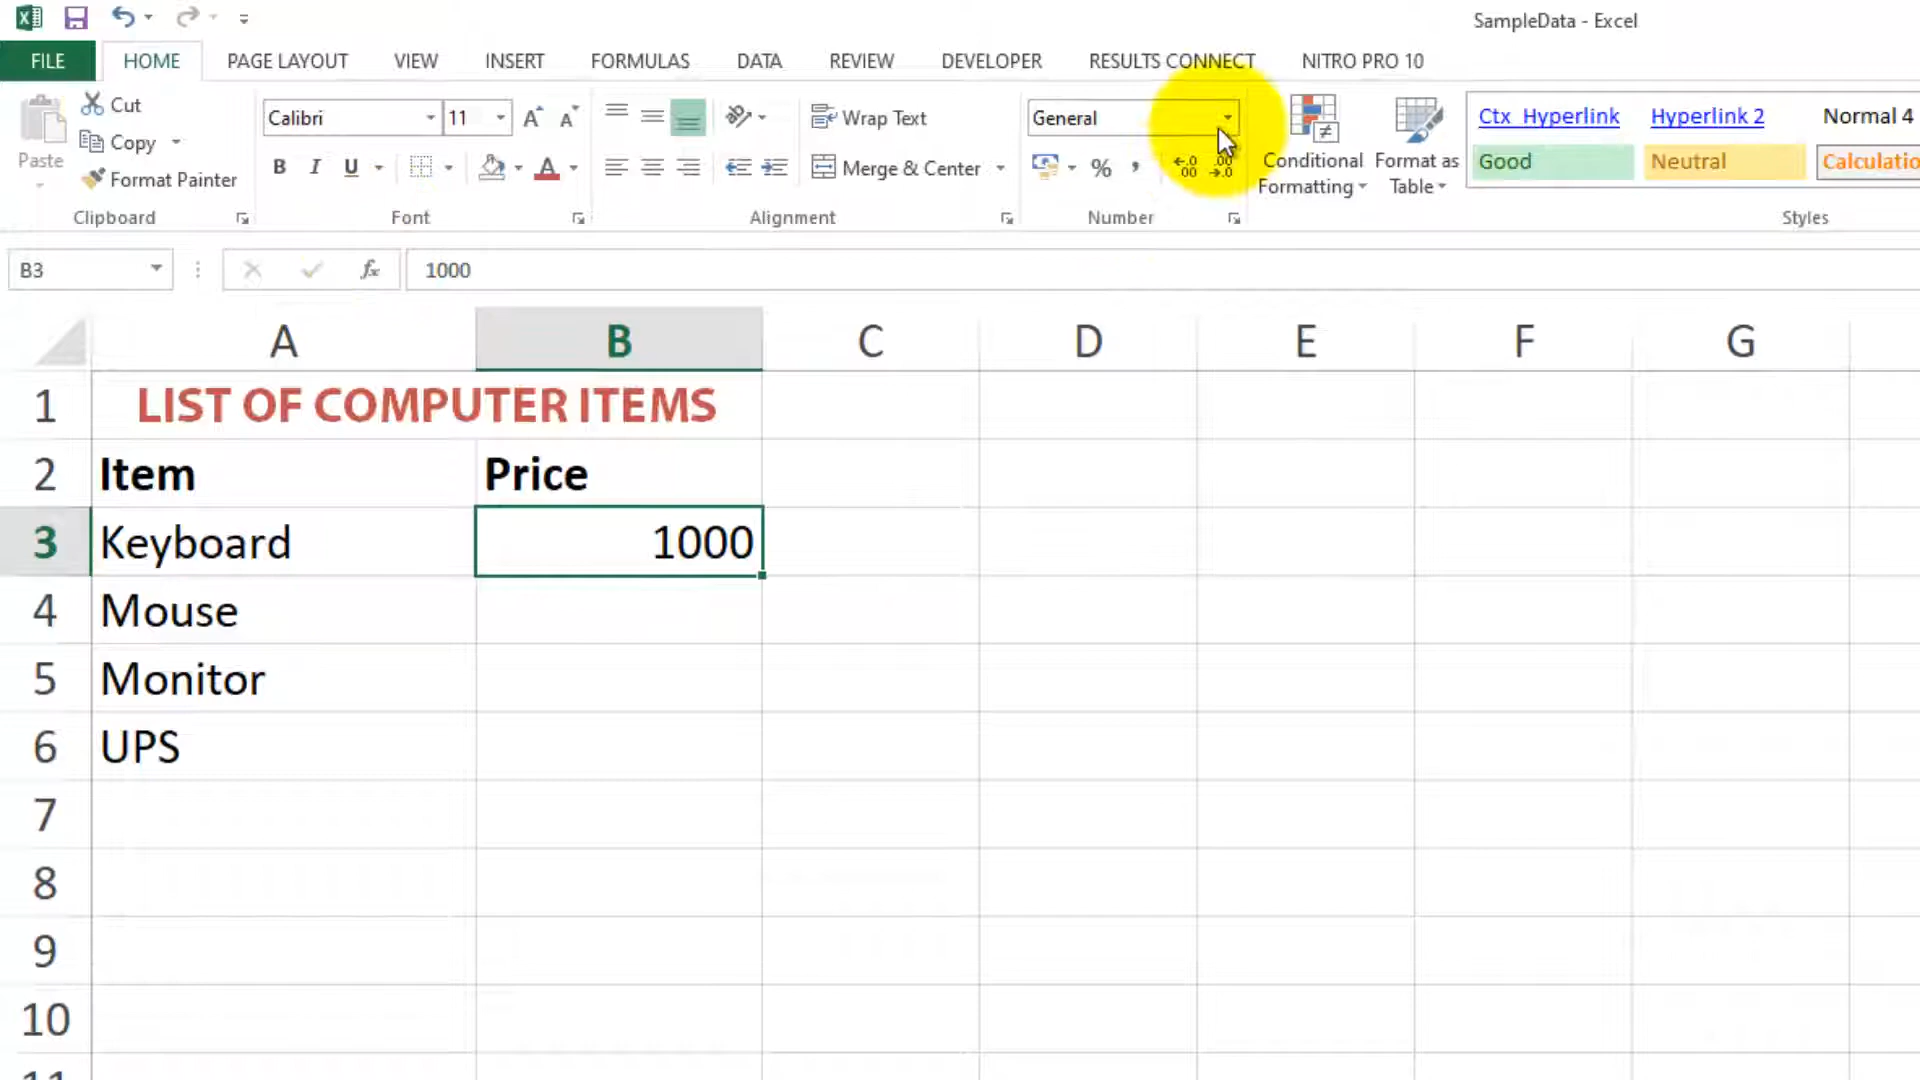 SampleData - Excel
FILE HOME PAGE LAYOUT VIEW INSERT FORMULAS DATA REVIEW DEVELOPER RESULTS CONNECT NITRO PRO 10
Paste
Cut
Copy
Format Painter
Clipboard
Calibri 11
B I U A
Font
Wrap Text
Merge & Center
Alignment
General
% ,
Number
Conditional Formatting
Format as Table
Ctx_Hyperlink Hyperlink 2 Normal 4
Good Neutral Calculatio
Styles
B3 fx 1000
A B C D E F G
1 LIST OF COMPUTER ITEMS
2 Item Price
3 Keyboard 1000
4 Mouse
5 Monitor
6 UPS
7
8
9
10
11